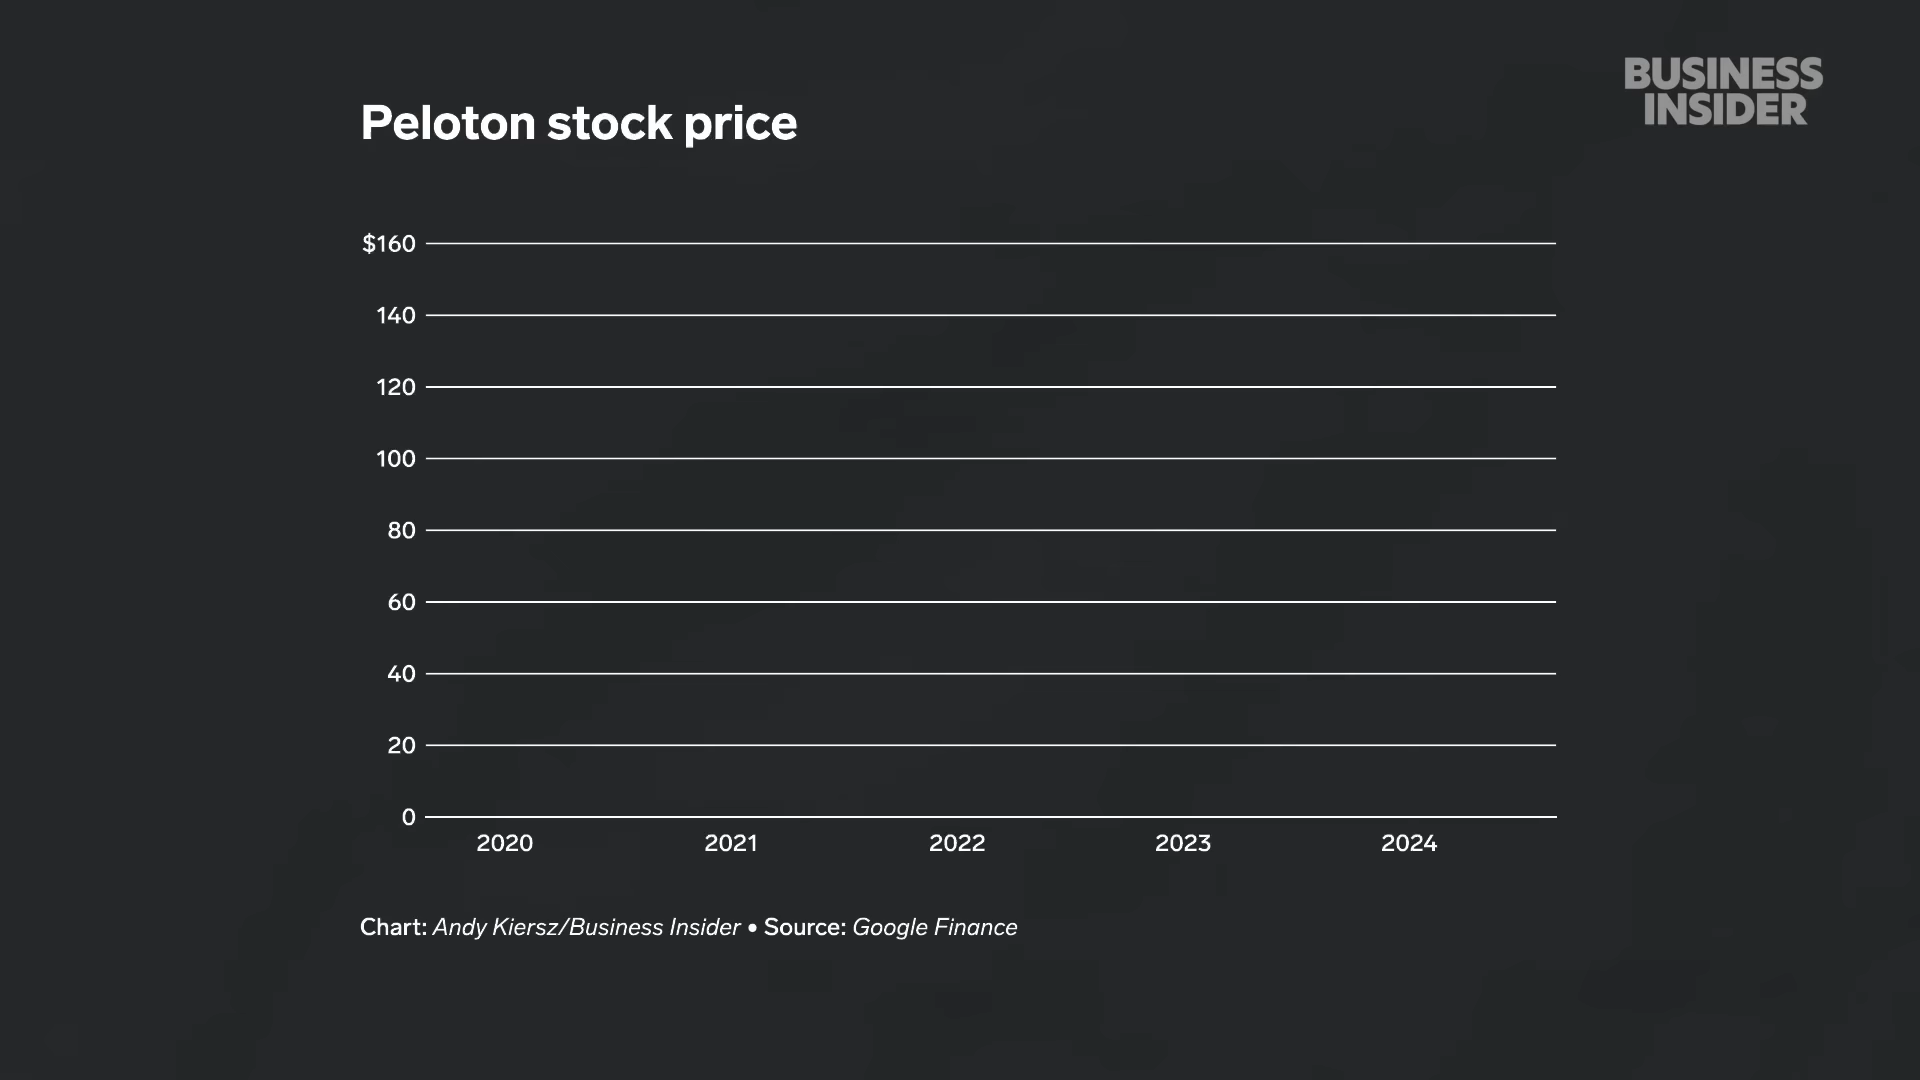 BUSINESS
INSIDER
Peloton stock price
$160
140
120
100
80
60
40
20
0
2020 2021 2022 2023 2024
Chart: Andy Kiersz/Business Insider • Source: Google Finance